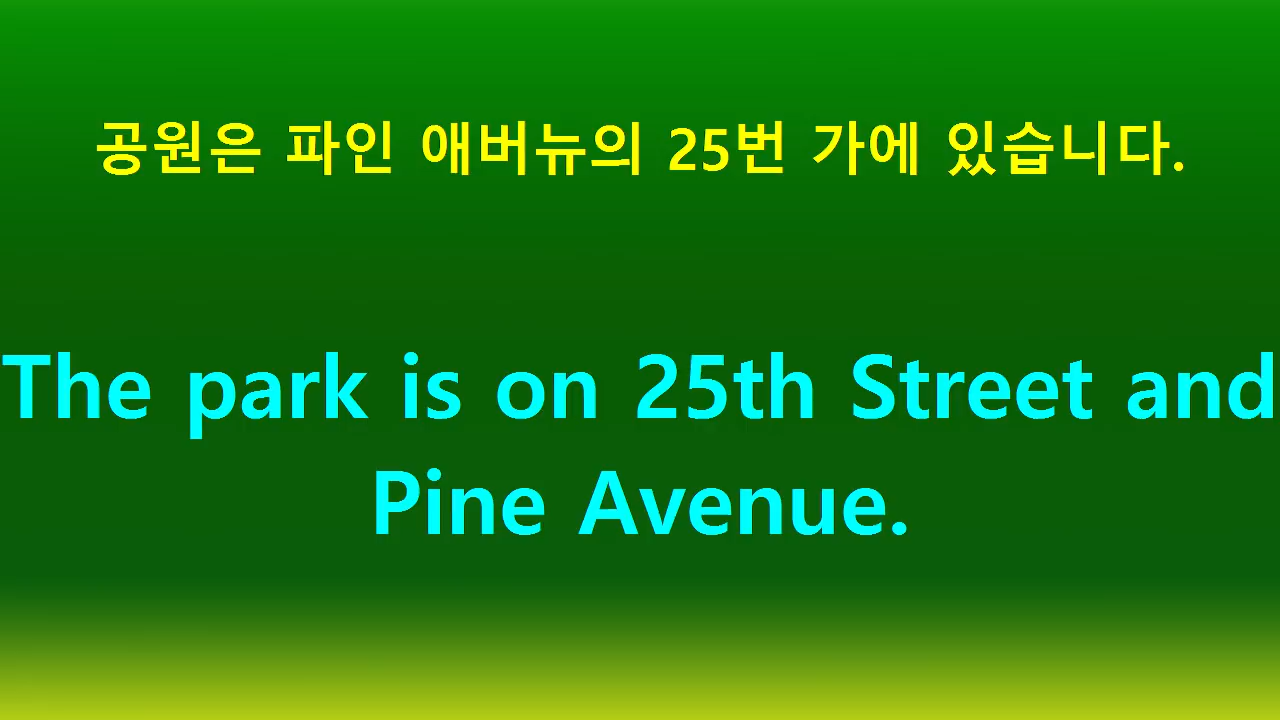 공원은 파인 애버뉴의 25번 가에 있습니다.
The park is on 25th Street and
Pine Avenue.